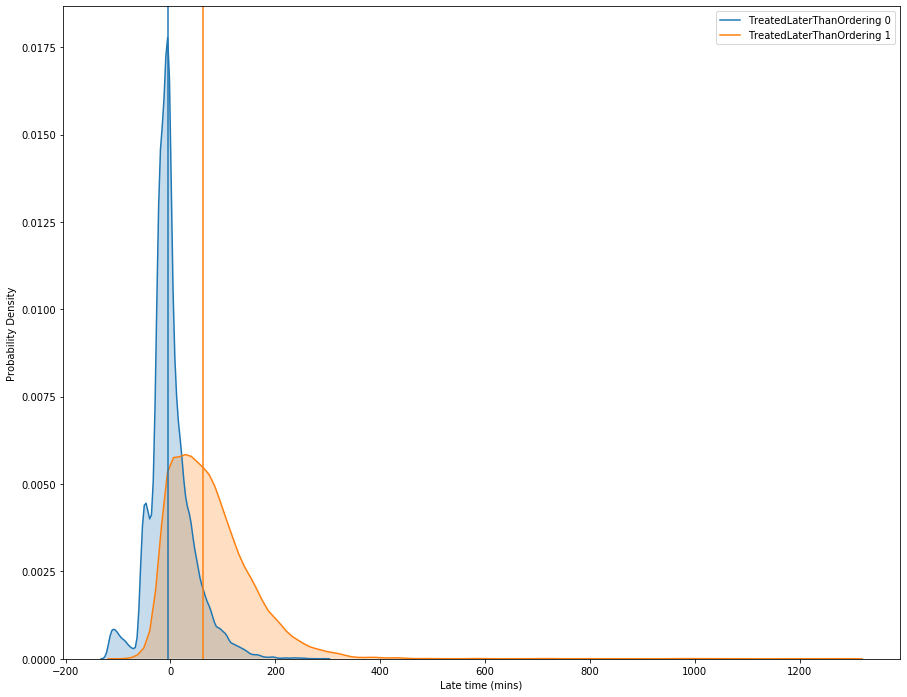 TreatedLaterThanOrdering 0
TreatedLaterThanOrdering 1
0.0175
0.0150
0.0125
0.0100
0.0075
0.0050
0.0025
0.0000
Probability Density
−200 0 200 400 600 800 1000 1200
Late time (mins)